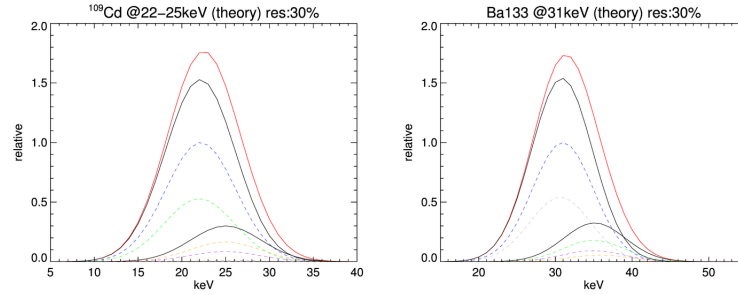 ¹⁰⁹Cd @22−25keV (theory) res:30%
2.0
1.5
1.0
0.5
0.0
relative
5 10 15 20 25 30 35 40
keV
Ba133 @31keV (theory) res:30%
2.0
1.5
1.0
0.5
0.0
relative
20 30 40 50
keV